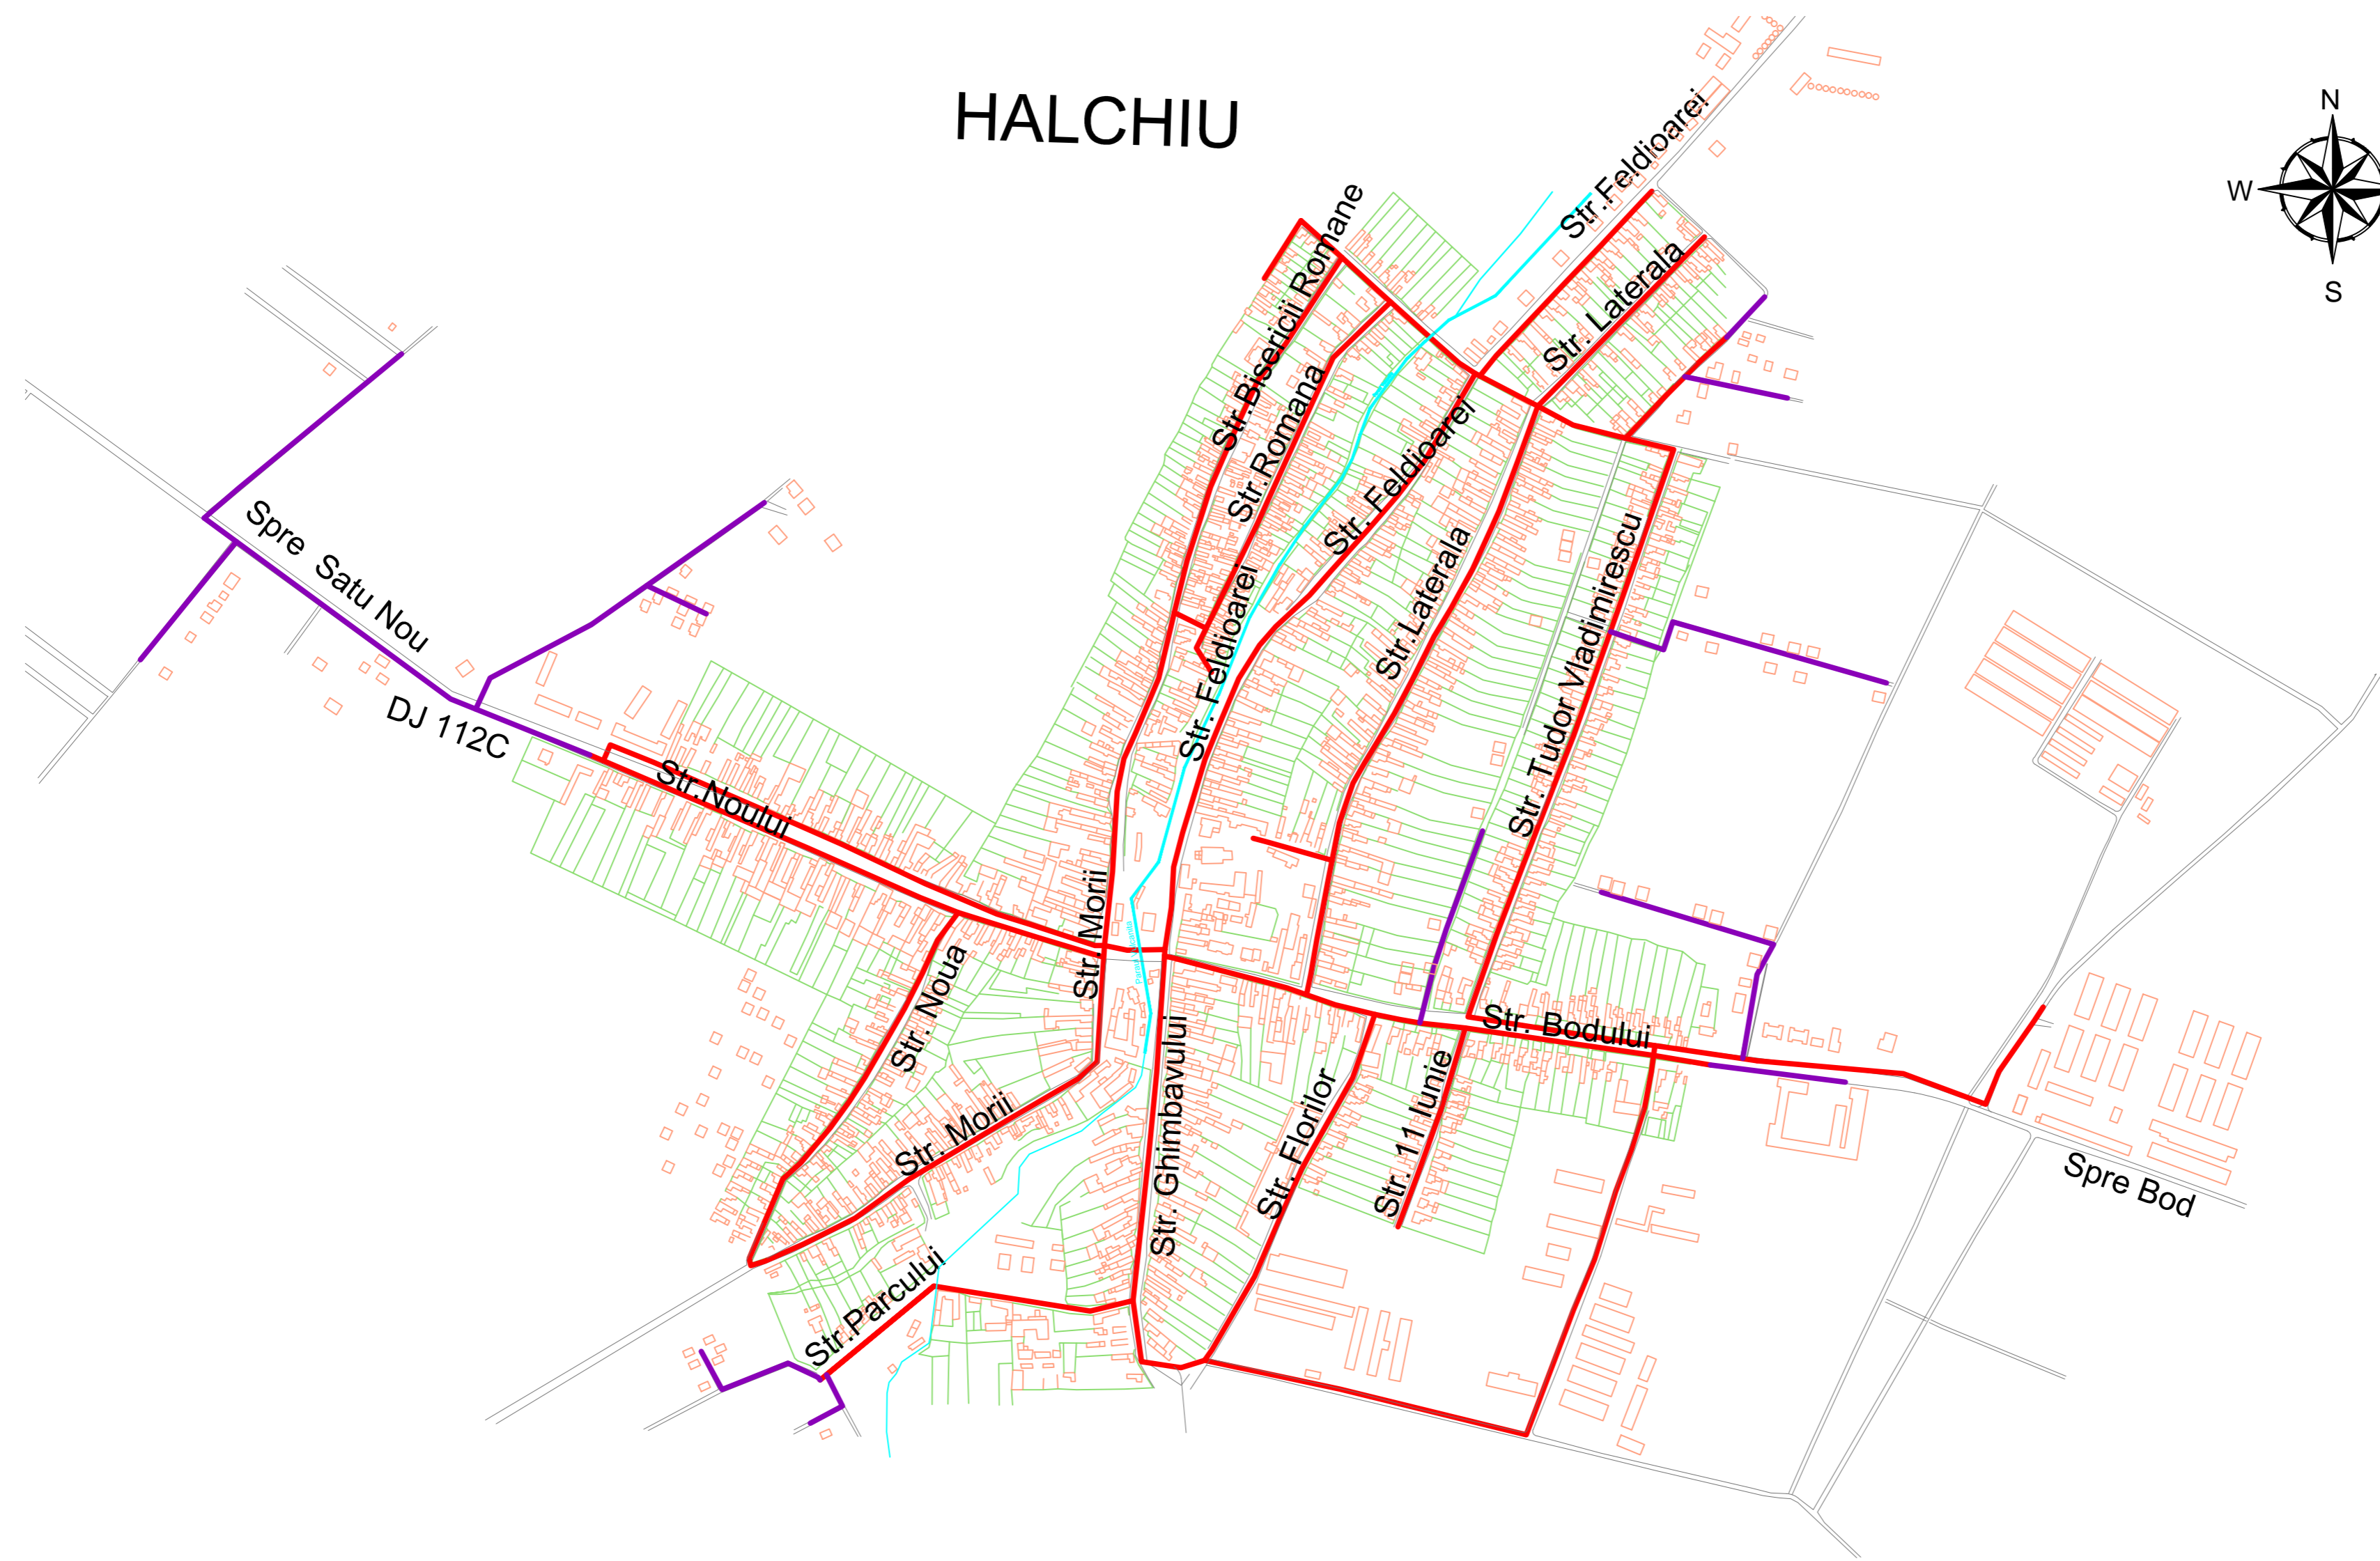 HALCHIU
N
W
S
Str.Feldioarei
Str. Laterala
Str.Bisericii Romane
Str.Romana
Str. Feldioarei
Str. Feldioarei
Str.Laterala
Str. Tudor Vladimirescu
Spre Satu Nou
DJ 112C
Str.Noului
Str. Morii
Str. Noua
Str. Morii
Str. Bodului
Str. Ghimbavului
Str. Florilor
Str. 11 Iunie
Str.Parcului
Spre Bod